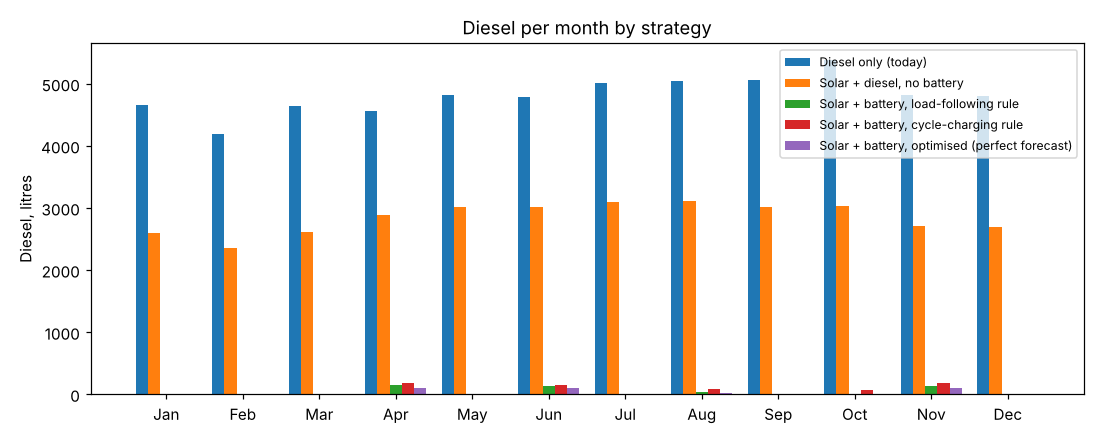 Diesel per month by strategy
Diesel only (today)
Solar + diesel, no battery
Solar + battery, load-following rule
Solar + battery, cycle-charging rule
Solar + battery, optimised (perfect forecast)
Diesel, litres
5000
4000
3000
2000
1000
0
Jan Feb Mar Apr May Jun Jul Aug Sep Oct Nov Dec